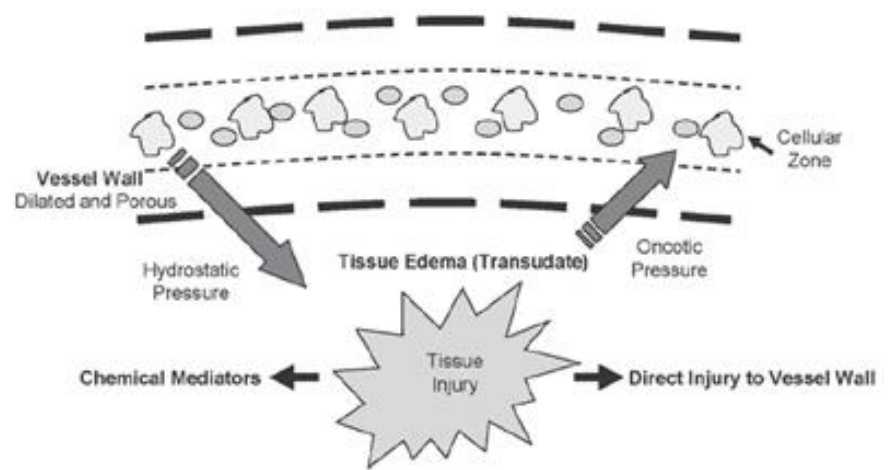 Cellular
Zone
Vessel Wall
Dilated and Porous
Hydrostatic
Pressure
Tissue Edema (Transudate)
Oncotic
Pressure
Tissue
Injury
Chemical Mediators
Direct Injury to Vessel Wall